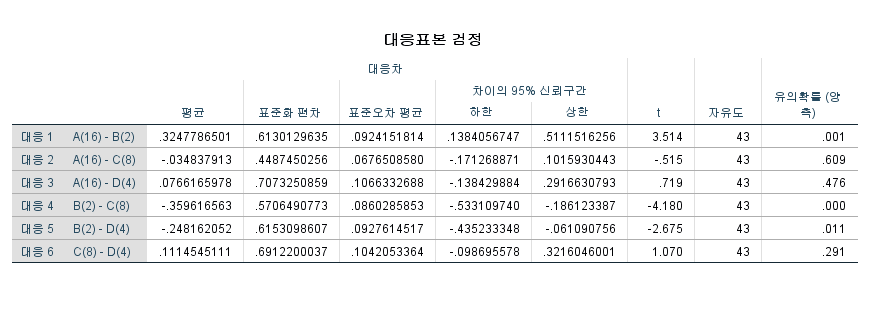 대응표본 검정
대응차
차이의 95% 신뢰구간
평균 표준화 편차 표준오차 평균 하한 상한 t 자유도 유의확률 (양측)
대응 1 A(16) - B(2) .3247786501 .6130129635 .0924151814 .1384056747 .5111516256 3.514 43 .001
대응 2 A(16) - C(8) -.034837913 .4487450256 .0676508580 -.171268871 .1015930443 -.515 43 .609
대응 3 A(16) - D(4) .0766165978 .7073250859 .1066332688 -.138429884 .2916630793 .719 43 .476
대응 4 B(2) - C(8) -.359616563 .5706490773 .0860285853 -.533109740 -.186123387 -4.180 43 .000
대응 5 B(2) - D(4) -.248162052 .6153098607 .0927614517 -.435233348 -.061090756 -2.675 43 .011
대응 6 C(8) - D(4) .1114545111 .6912200037 .1042053364 -.098695578 .3216046001 1.070 43 .291